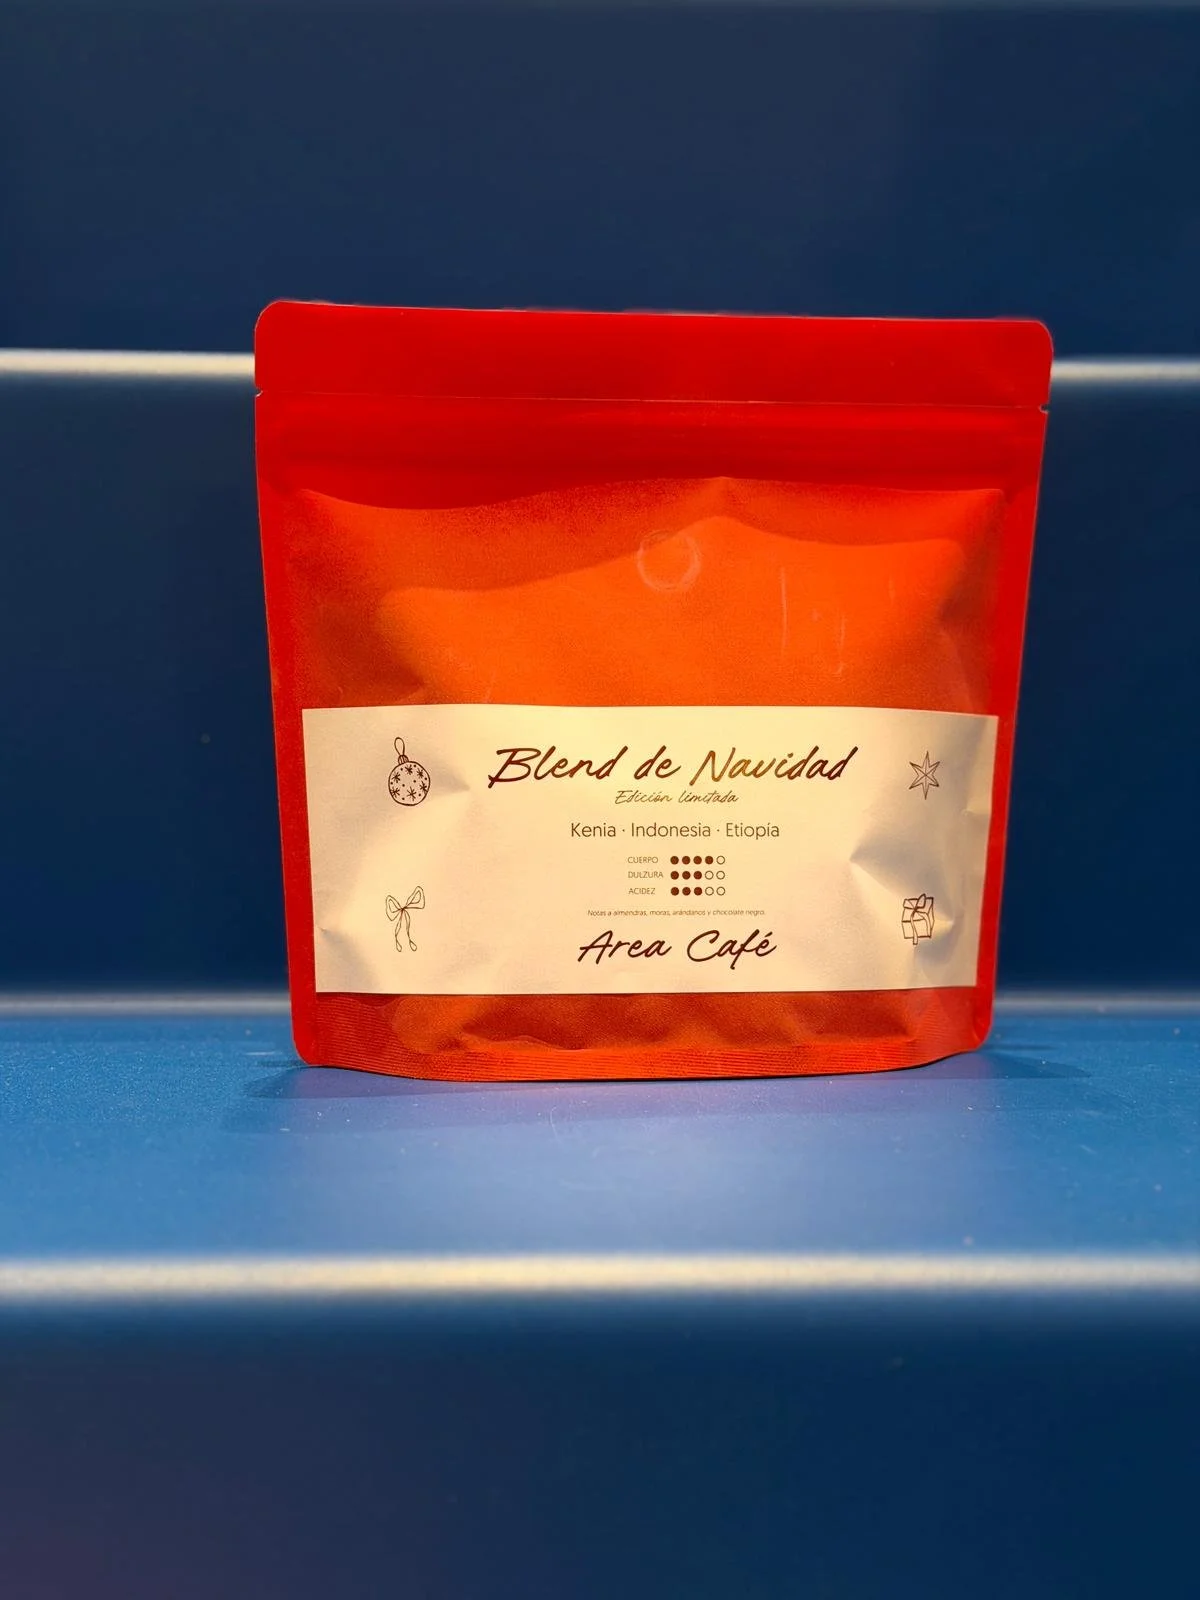 Blend de Navidad
Edición limitada
Kenia · Indonesia · Etiopía
CUERPO
DULZURA
ACIDEZ
Notas a almendras, moras, arándanos y chocolate negro.
Area Café